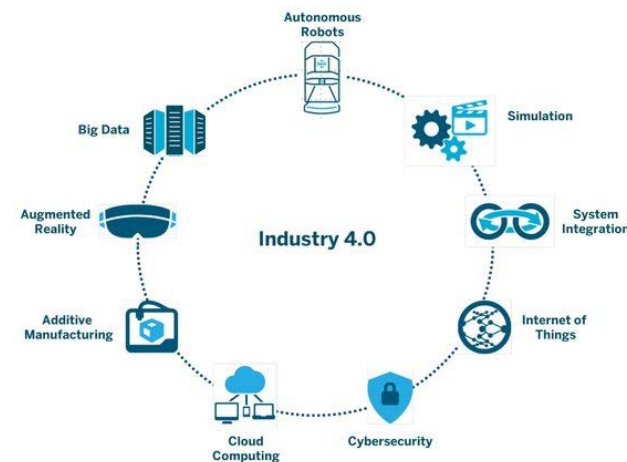 Autonomous
Robots
Simulation
System
Integration
Internet of
Things
Cybersecurity
Cloud
Computing
Additive
Manufacturing
Augmented
Reality
Big Data
Industry 4.0